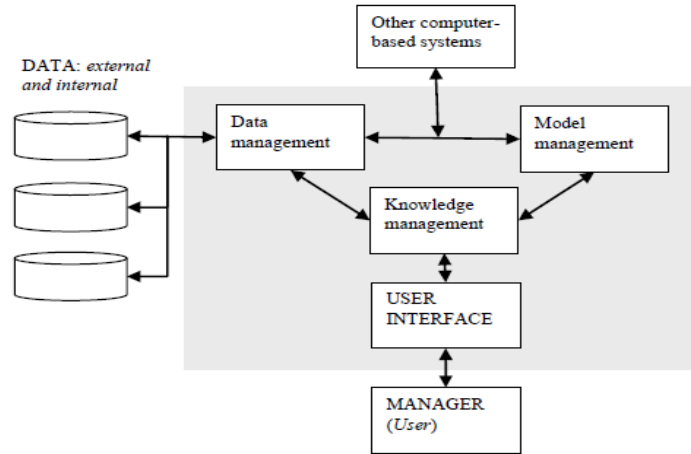 Other computer-
based systems
DATA: external
and internal
Data
management
Model
management
Knowledge
management
USER
INTERFACE
MANAGER
(User)